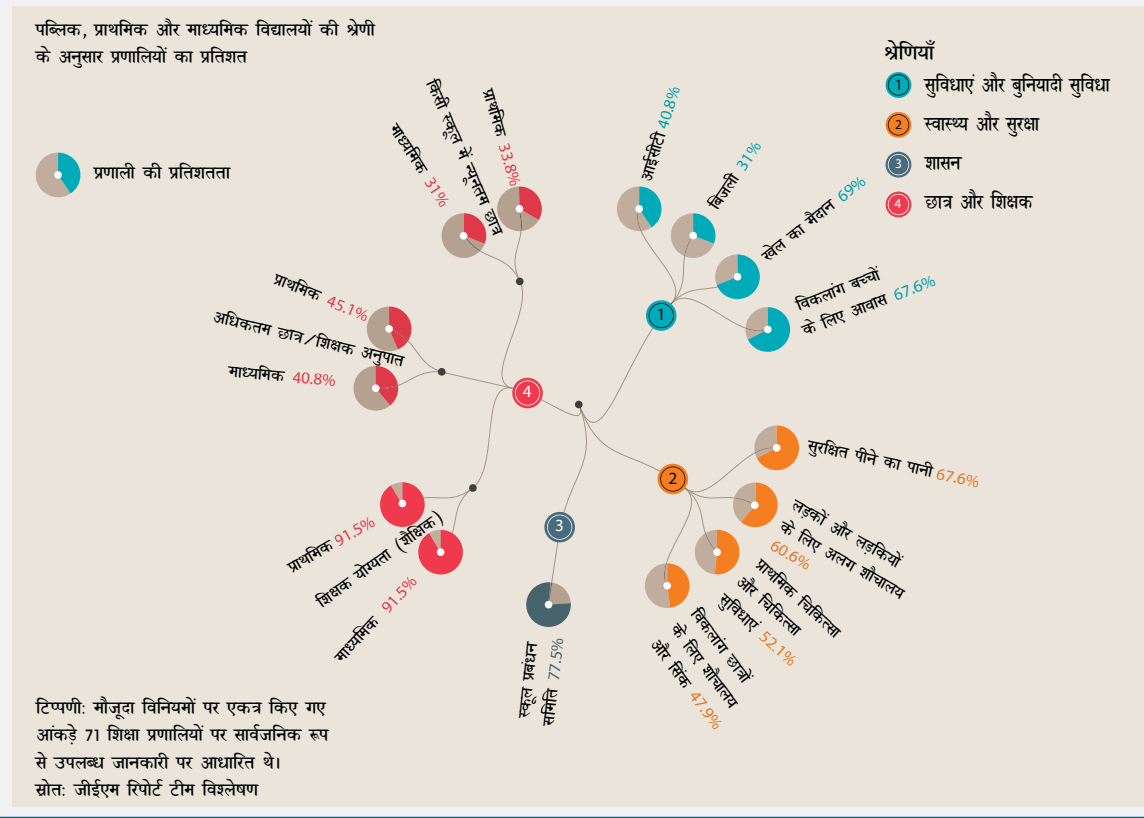 पब्लिक, प्राथमिक और माध्यमिक विद्यालयों की श्रेणी
के अनुसार प्रणालियों का प्रतिशत
प्रणाली की प्रतिशतता
श्रेणियाँ
1 सुविधाएं और बुनियादी सुविधा
2 स्वास्थ्य और सुरक्षा
3 शासन
4 छात्र और शिक्षक
माध्यमिक 31%
किसी स्कूल में न्यूनतम छात्र
प्राथमिक 33.8%
आईसीटी 40.8%
बिजली 31%
खेल का मैदान 69%
विकलांग बच्चों
के लिए आवास 67.6%
1
प्राथमिक 45.1%
अधिकतम छात्र/शिक्षक अनुपात
माध्यमिक 40.8%
4
सुरक्षित पीने का पानी 67.6%
2
लड़कों और लड़कियों
के लिए अलग शौचालय
60.6%
प्राथमिक चिकित्सा
और चिकित्सा
सुविधाएं 52.1%
विकलांग छात्रों
के लिए शौचालय
और सिंक 47.9%
3
स्कूल प्रबंधन
समिति 77.5%
प्राथमिक 91.5%
शिक्षक योग्यता (शैक्षिक)
माध्यमिक 91.5%
टिप्पणी: मौजूदा विनियमों पर एकत्र किए गए
आंकड़े 71 शिक्षा प्रणालियों पर सार्वजनिक रूप
से उपलब्ध जानकारी पर आधारित थे।
स्रोत: जीईएम रिपोर्ट टीम विश्लेषण